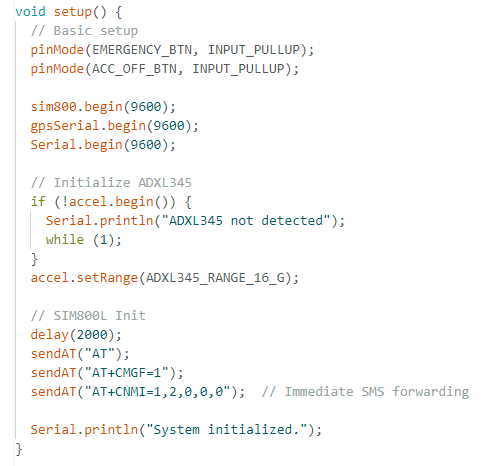 void setup() {
  // Basic setup
  pinMode(EMERGENCY_BTN, INPUT_PULLUP);
  pinMode(ACC_OFF_BTN, INPUT_PULLUP);

  sim800.begin(9600);
  gpsSerial.begin(9600);
  Serial.begin(9600);

  // Initialize ADXL345
  if (!accel.begin()) {
    Serial.println("ADXL345 not detected");
    while (1);
  }
  accel.setRange(ADXL345_RANGE_16_G);

  // SIM800L Init
  delay(2000);
  sendAT("AT");
  sendAT("AT+CMGF=1");
  sendAT("AT+CNMI=1,2,0,0,0");  // Immediate SMS forwarding

  Serial.println("System initialized.");
}